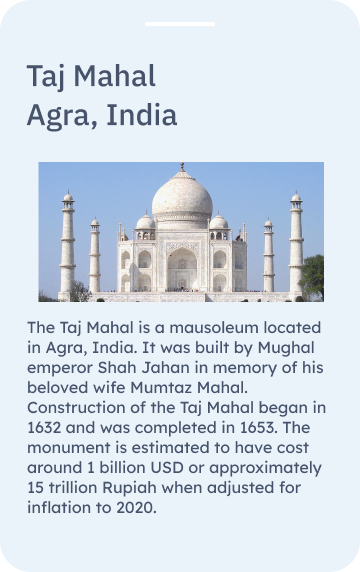 Taj Mahal
Agra, India
The Taj Mahal is a mausoleum located
in Agra, India. It was built by Mughal
emperor Shah Jahan in memory of his
beloved wife Mumtaz Mahal.
Construction of the Taj Mahal began in
1632 and was completed in 1653. The
monument is estimated to have cost
around 1 billion USD or approximately
15 trillion Rupiah when adjusted for
inflation to 2020.